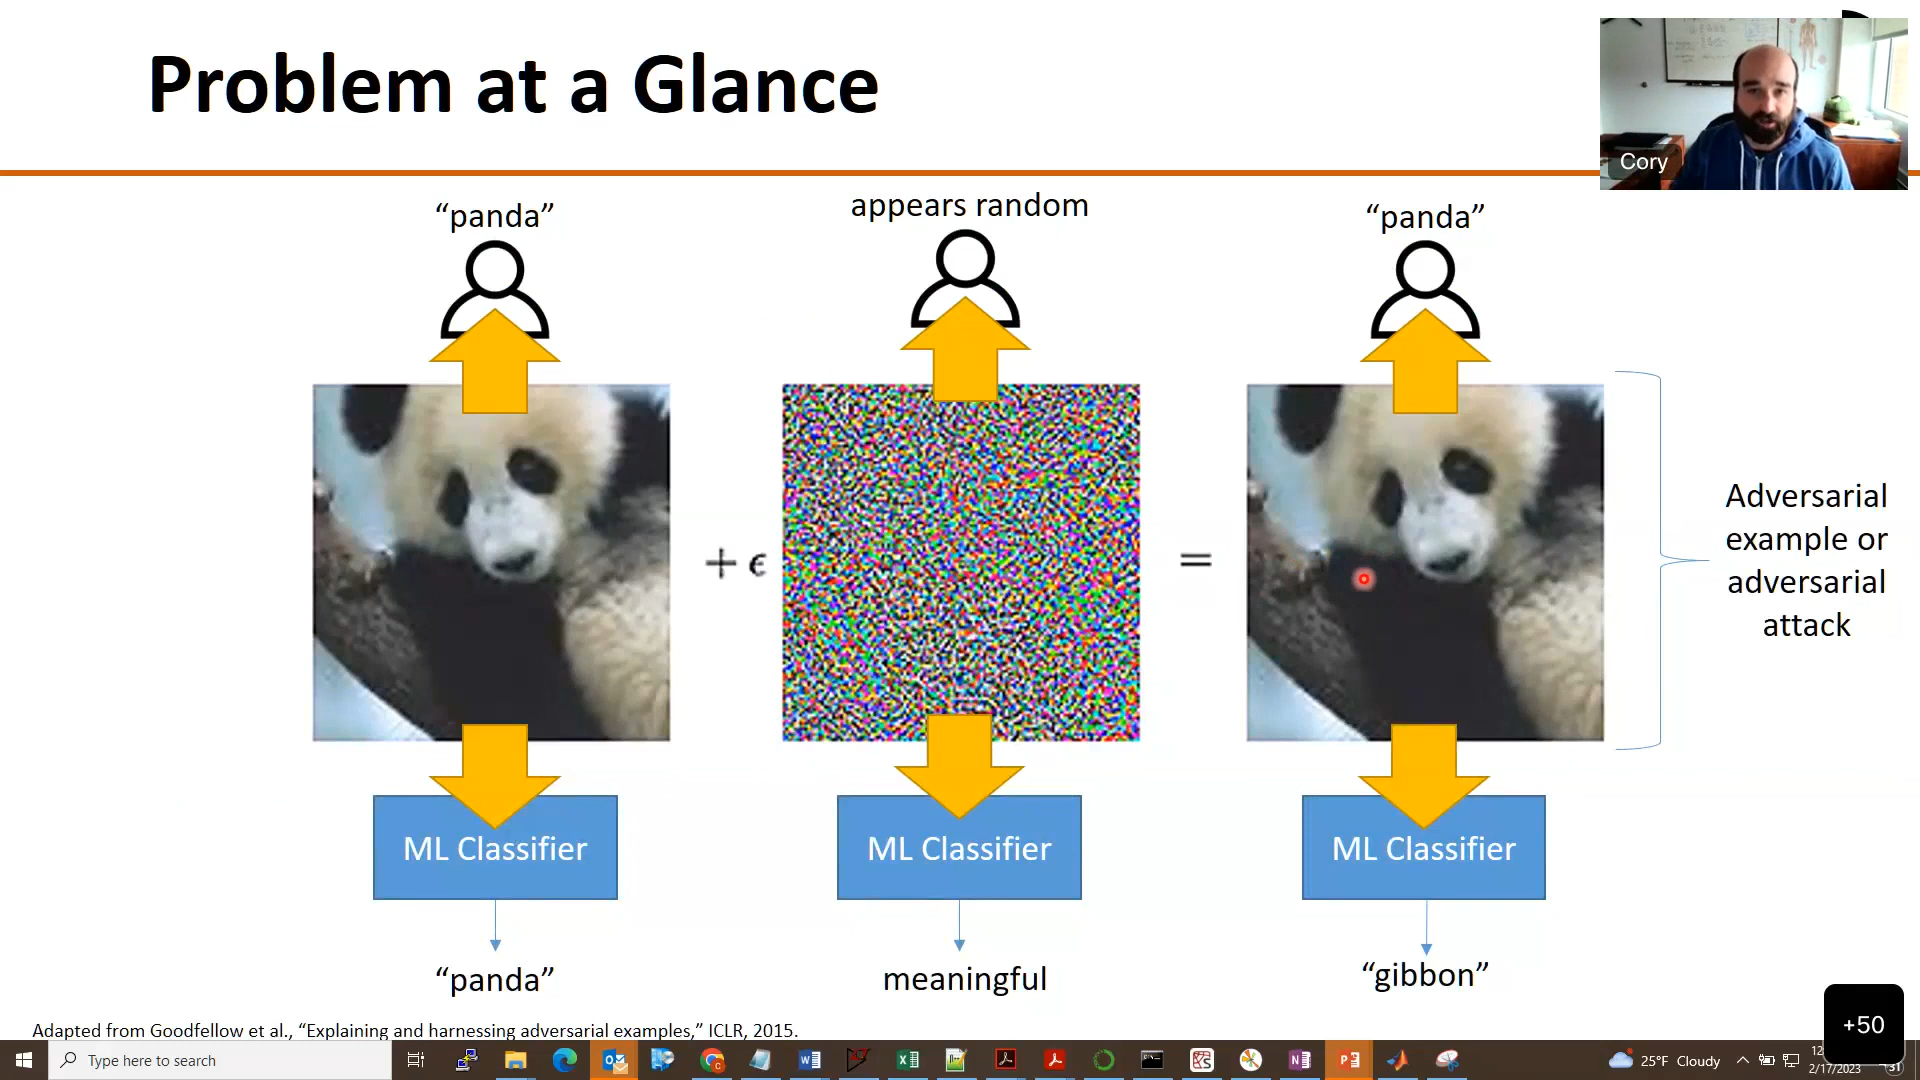 Problem at a Glance
Cory
“panda”
appears random
“panda”
+ ϵ
=
Adversarial
example or
adversarial
attack
ML Classifier
ML Classifier
ML Classifier
“panda”
meaningful
“gibbon”
Adapted from Goodfellow et al., “Explaining and harnessing adversarial examples,” ICLR, 2015.
+50
Type here to search
25°F Cloudy
2/17/2023